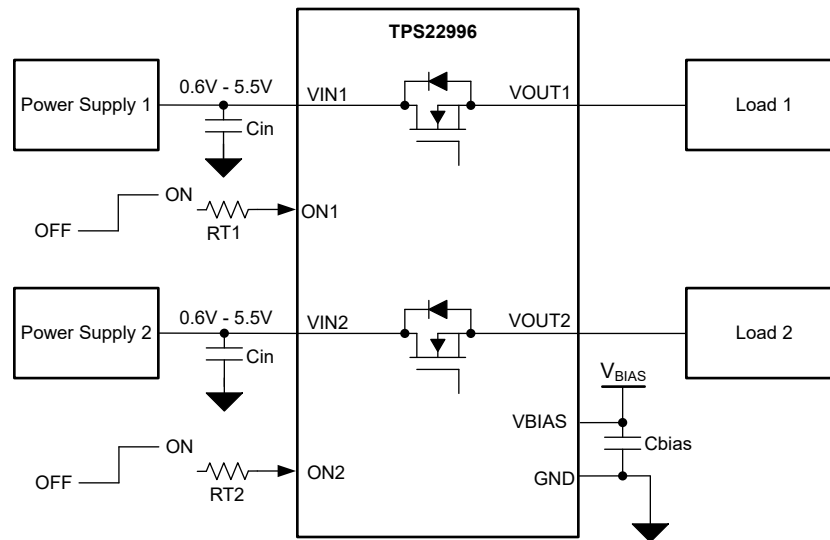 TPS22996
Power Supply 1
0.6V - 5.5V
VIN1
VOUT1
Load 1
Cin
ON
OFF
RT1
ON1
Power Supply 2
0.6V - 5.5V
VIN2
VOUT2
Load 2
Cin
VBIAS
VBIAS
Cbias
ON
OFF
RT2
ON2
GND